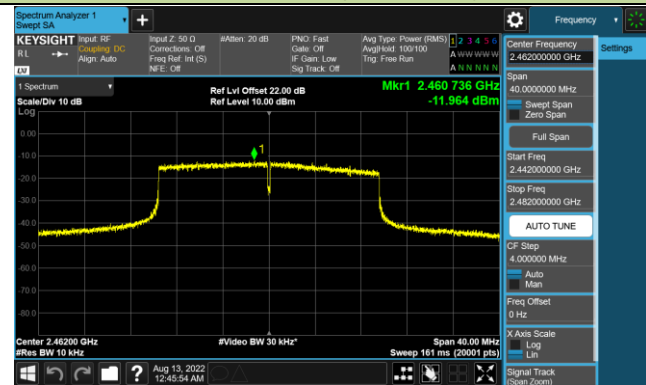 Spectrum Analyzer 1
Swept SA
Frequency
KEYSIGHT
RL
LXI
Input: RF
Coupling: DC
Align: Auto
Input Z: 50 Ω
Corrections: Off
Freq Ref: Int (S)
NFE: Off
#Atten: 20 dB
PNO: Fast
Gate: Off
IF Gain: Low
Sig Track: Off
Avg Type: Power (RMS)
Avg|Hold: 100/100
Trig: Free Run
1 2 3 4 5 6
A W W W W W
A N N N N N
1 Spectrum
Scale/Div 10 dB
Log
Ref Lvl Offset 22.00 dB
Ref Level 10.00 dBm
Mkr1 2.460 736 GHz
-11.964 dBm
1
0.00
-10.0
-20.0
-30.0
-40.0
-50.0
-60.0
-70.0
-80.0
Center 2.46200 GHz
#Res BW 10 kHz
#Video BW 30 kHz*
Span 40.00 MHz
Sweep 161 ms (20001 pts)
Center Frequency
2.462000000 GHz
Settings
Span
40.0000000 MHz
Swept Span
Zero Span
Full Span
Start Freq
2.442000000 GHz
Stop Freq
2.482000000 GHz
AUTO TUNE
CF Step
4.000000 MHz
Auto
Man
Freq Offset
0 Hz
X Axis Scale
Log
Lin
Signal Track
(Span Zoom)
?
Aug 13, 2022
12:45:54 AM